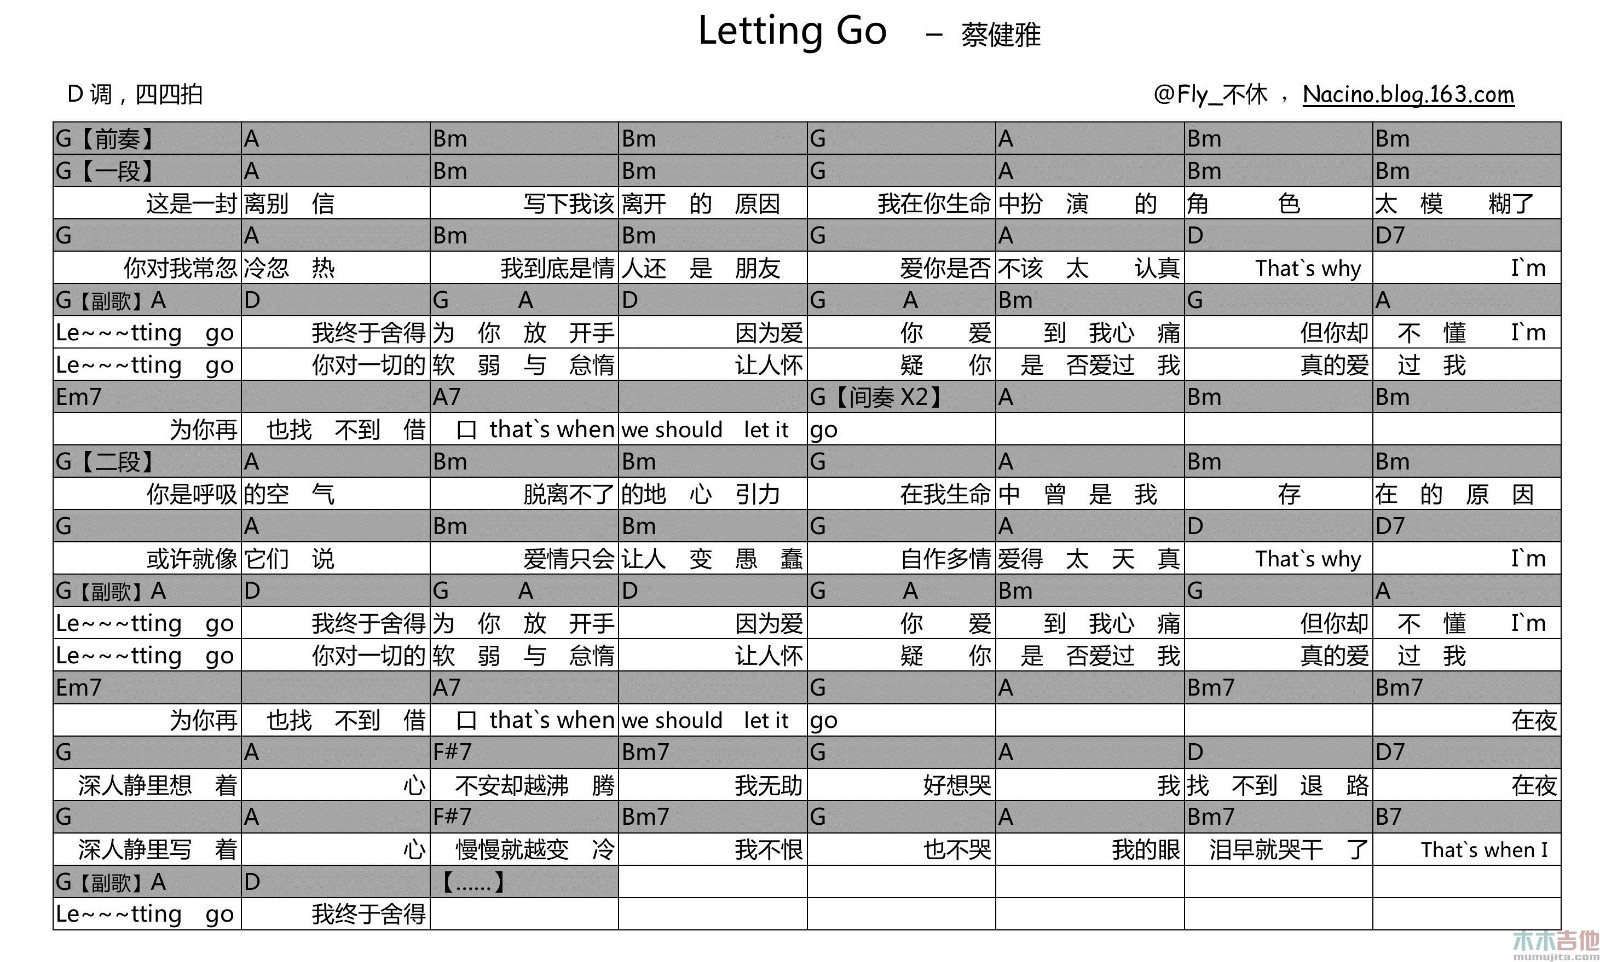 Letting Go – 蔡健雅
D 调，四四拍 @Fly_不休 ，Nacino.blog.163.com
G【前奏】 A Bm Bm G A Bm Bm
G【一段】 A Bm Bm G A Bm Bm
这是一封 离别 信 写下我该 离开 的 原因 我在你生命 中扮 演 的 角 色 太 模 糊了
G A Bm Bm G A D D7
你对我常忽 冷忽 热 我到底是情 人还 是 朋友 爱你是否 不该 太 认真 That`s why I`m
G【副歌】A D G A D G A Bm G A
Le~~~tting go 我终于舍得 为 你 放 开手 因为爱 你 爱 到 我心 痛 但你却 不 懂 I`m
Le~~~tting go 你对一切的 软 弱 与 怠惰 让人怀 疑 你 是 否爱过 我 真的爱 过 我
Em7 A7 G【间奏 X2】 A Bm Bm
为你再 也找 不到 借 口 that`s when we should let it go
G【二段】 A Bm Bm G A Bm Bm
你是呼吸 的空 气 脱离不了 的地 心 引力 在我生命 中 曾 是 我 存 在 的 原 因
G A Bm Bm G A D D7
或许就像 它们 说 爱情只会 让人 变 愚 蠢 自作多情 爱得 太 天 真 That`s why I`m
G【副歌】A D G A D G A Bm G A
Le~~~tting go 我终于舍得 为 你 放 开手 因为爱 你 爱 到 我心 痛 但你却 不 懂 I`m
Le~~~tting go 你对一切的 软 弱 与 怠惰 让人怀 疑 你 是 否爱过 我 真的爱 过 我
Em7 A7 G A Bm7 Bm7
为你再 也找 不到 借 口 that`s when we should let it go 在夜
G A F#7 Bm7 G A D D7
深人静里想 着 心 不安却越沸 腾 我无助 好想哭 我 找 不到 退 路 在夜
G A F#7 Bm7 G A Bm7 B7
深人静里写 着 心 慢慢就越变 冷 我不恨 也不哭 我的眼 泪早就哭干 了 That`s when I
G【副歌】A D 【……】
Le~~~tting go 我终于舍得
木木吉他
mumujita.com